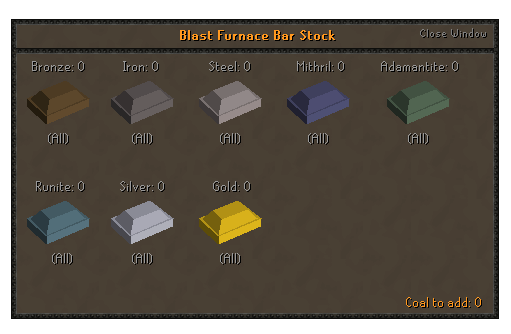 Blast Furnace Bar Stock
Close Window
Bronze: 0 Iron: 0 Steel: 0 Mithril: 0 Adamantite: 0
(All) (All) (All) (All) (All)
Runite: 0 Silver: 0 Gold: 0
(All) (All) (All)
Coal to add: 0